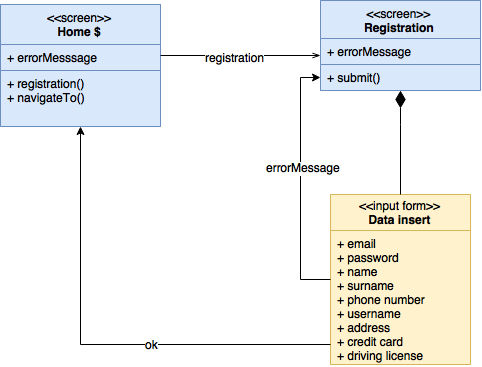 <<screen>>
Home $
+ errorMesssage
+ registration()
+ navigateTo()
registration
<<screen>>
Registration
+ errorMessage
+ submit()
errorMessage
<<input form>>
Data insert
+ email
+ password
+ name
+ surname
+ phone number
+ username
+ address
+ credit card
+ driving license
ok